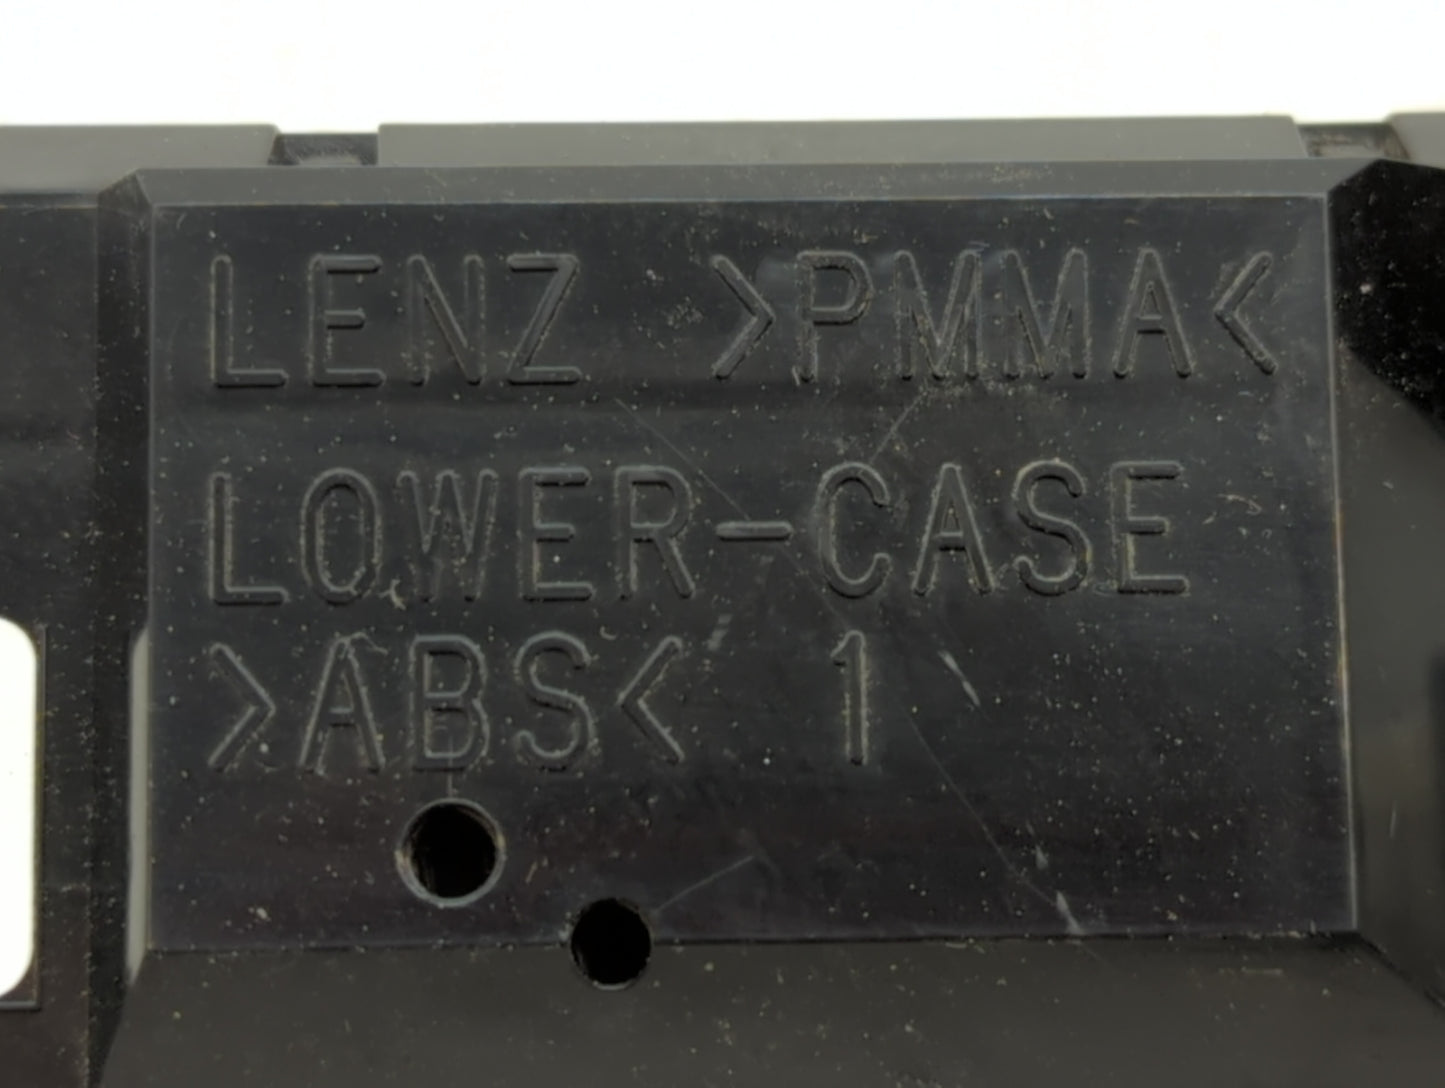 LENZ >PMMA<
LOWER-CASE
>ABS< 1